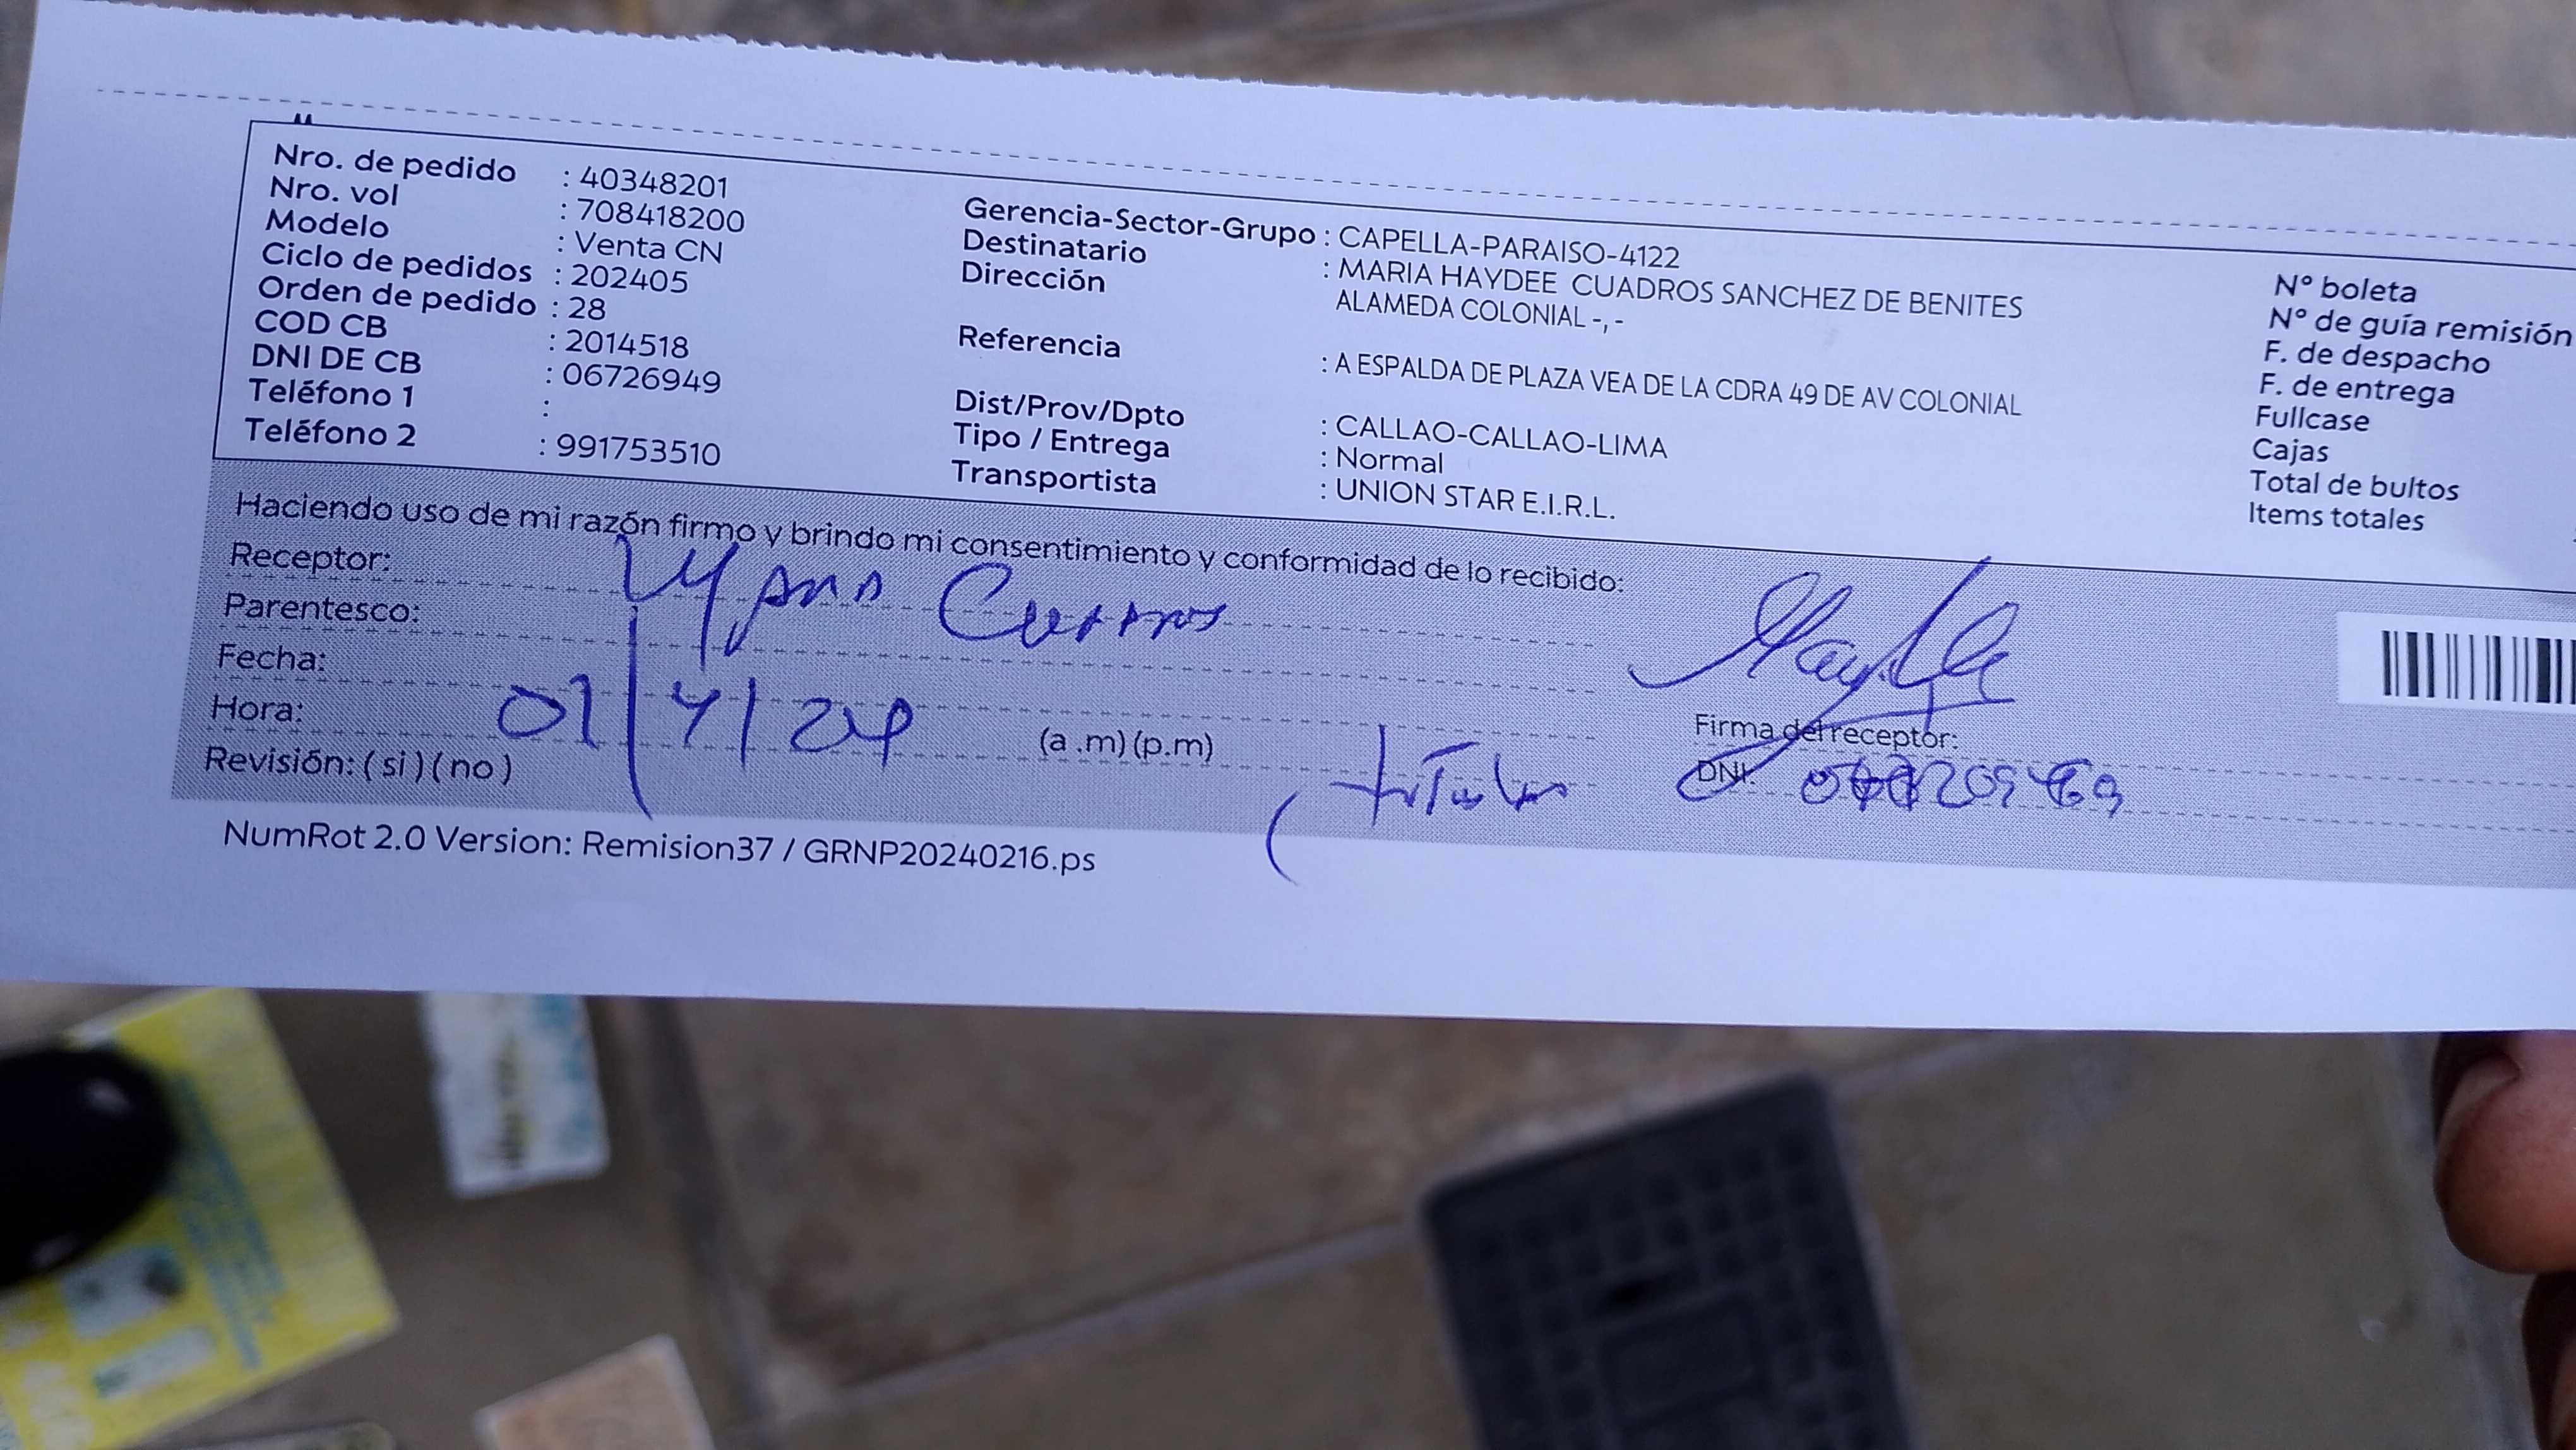 Nro. de pedido : 40348201
Nro. vol : 708418200
Modelo : Venta CN
Ciclo de pedidos : 202405
Orden de pedido : 28
COD CB : 2014518
DNI DE CB : 06726949
Teléfono 1 :
Teléfono 2 : 991753510
Gerencia-Sector-Grupo : CAPELLA-PARAISO-4122
Destinatario : MARIA HAYDEE CUADROS SANCHEZ DE BENITES
Dirección ALAMEDA COLONIAL -, -
Referencia : A ESPALDA DE PLAZA VEA DE LA CDRA 49 DE AV COLONIAL
Dist/Prov/Dpto : CALLAO-CALLAO-LIMA
Tipo / Entrega : Normal
Transportista : UNION STAR E.I.R.L.
N° boleta
N° de guía remisión
F. de despacho
F. de entrega
Fullcase
Cajas
Total de bultos
Items totales
Haciendo uso de mi razón firmo y brindo mi consentimiento y conformidad de lo recibido:
Receptor:
Parentesco:
Fecha:
Hora: 01/4/24 (a .m) (p.m)
Revisión: ( si ) ( no )
Firma del receptor:
DNI:
NumRot 2.0 Version: Remision37 / GRNP20240216.ps